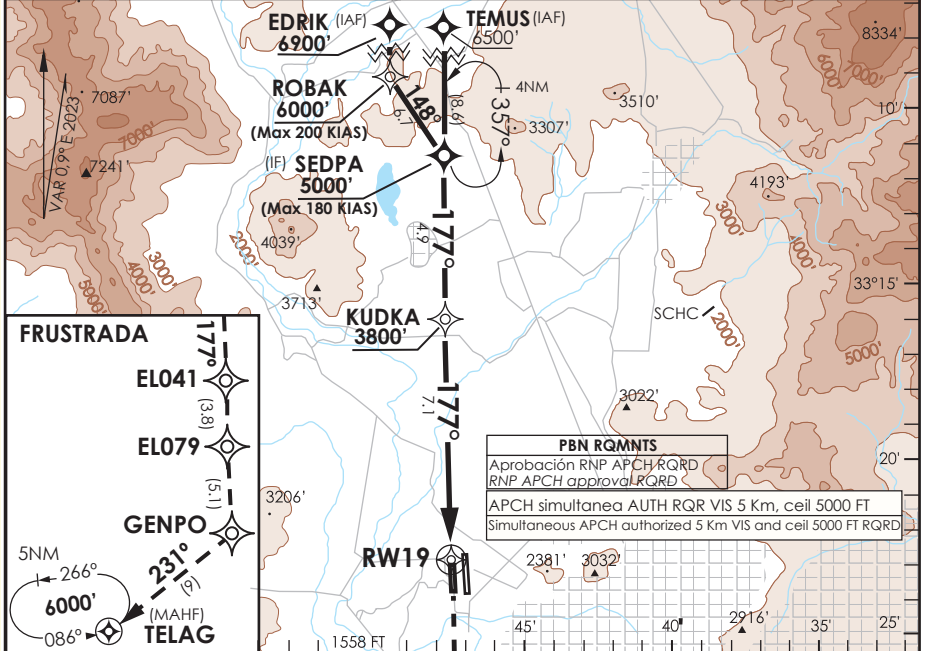 EDRIK (IAF)
6900'
TEMUS (IAF)
6500'
8334'
6000'
7000'
ROBAK
6000'
(Max 200 KIAS)
148°
6.7
(8.6)
357°
4NM
3510'
3307'
10'
7087'
7000'
7241'
VAR 0,9° E 2023
(IF) SEDPA
5000'
(Max 180 KIAS)
4193'
3000'
4000'
2000'
4039'
3713'
3000'
4000'
5000'
177°
4.9
33°15'
SCHC
2000'
5000'
KUDKA
3800'
177°
7.1
3022'
FRUSTRADA
177°
EL041
(3.8)
EL079
(5.1)
GENPO
231°
(9)
5NM
266°
6000'
086°
(MAHF)
TELAG
3206'
PBN RQMNTS
Aprobación RNP APCH RQRD
RNP APCH approval RQRD
APCH simultanea AUTH RQR VIS 5 Km, ceil 5000 FT
Simultaneous APCH authorized 5 Km VIS and ceil 5000 FT RQRD
20'
RW19
2381'
3032'
2916'
1558 FT
45'
40'
35'
25'